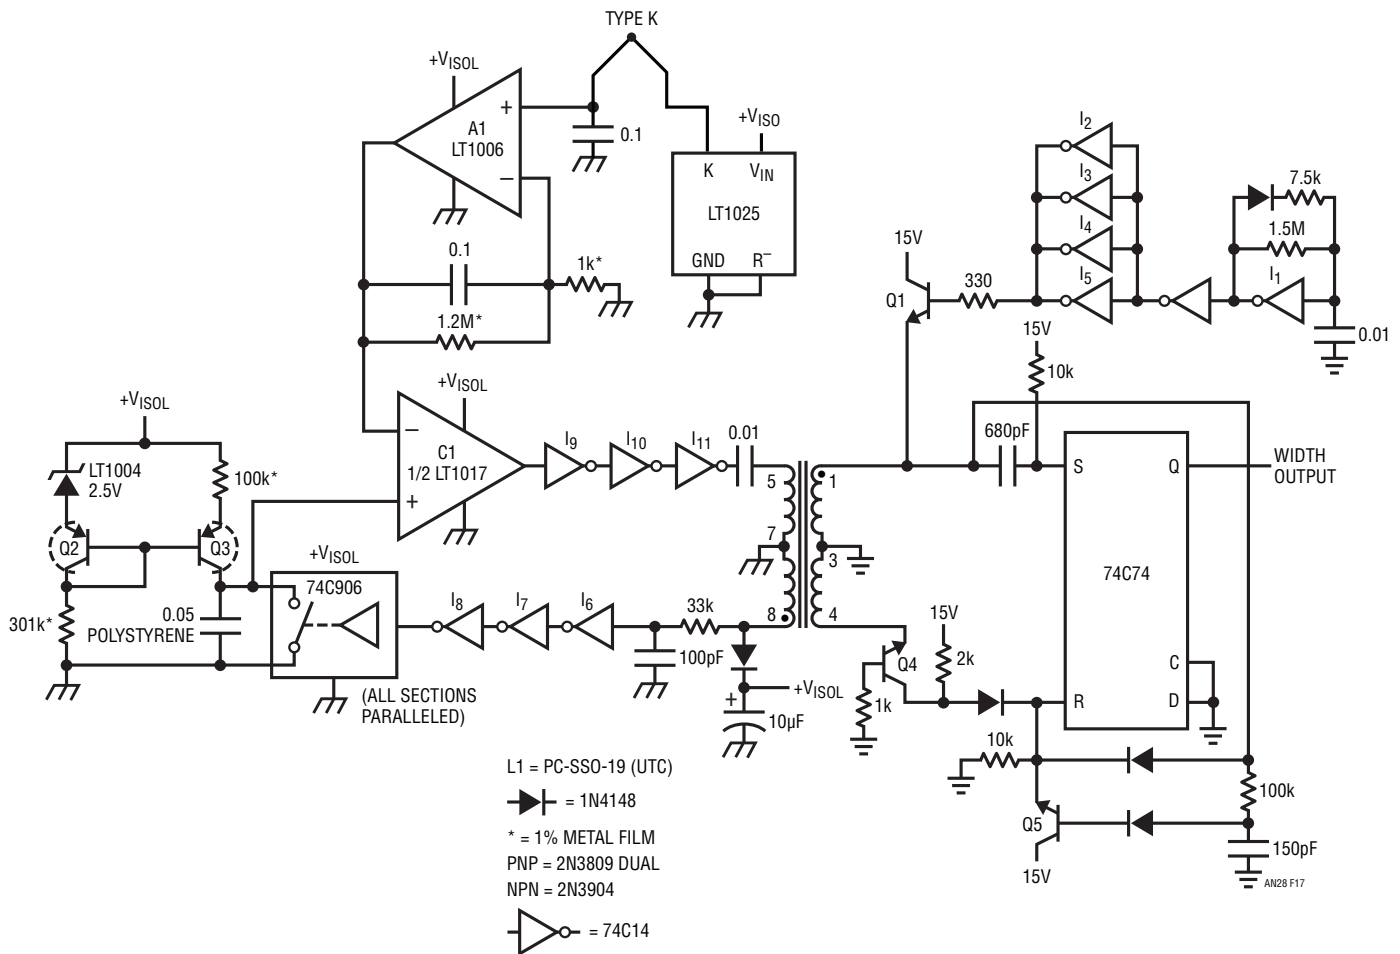 TYPE K
+VISOL
+
A1
LT1006
–
0.1
+VISO
K VIN
LT1025
GND R–
I2
I3
I4
I5
7.5k
1.5M
I1
0.01
15V
Q1
330
0.1
1k*
1.2M*
15V
10k
+VISOL
–
C1
1/2 LT1017
+
I9
I10
I11
0.01
+VISOL
LT1004
2.5V
100k*
Q2
Q3
301k*
0.05
POLYSTYRENE
+VISOL
74C906
(ALL SECTIONS
PARALLELED)
I8
I7
I6
33k
100pF
+VISOL
+
10µF
5
7
8
1
3
4
680pF
S Q
WIDTH
OUTPUT
74C74
C
R D
15V
2k
Q4
1k
10k
Q5
15V
100k
150pF
AN28 F17
L1 = PC-SSO-19 (UTC)
= 1N4148
* = 1% METAL FILM
PNP = 2N3809 DUAL
NPN = 2N3904
= 74C14